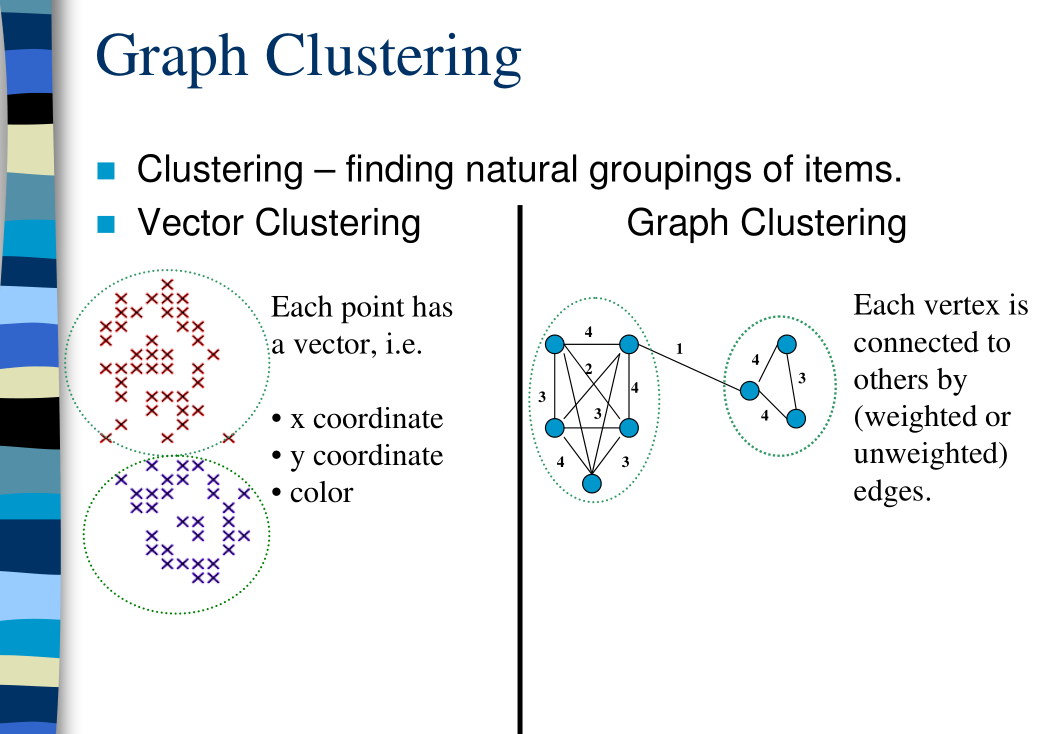 Graph Clustering
Clustering – finding natural groupings of items.
Vector Clustering
Each point has
a vector, i.e.
• x coordinate
• y coordinate
• color
Graph Clustering
4
2
3
4
3
4
3
1
4
3
4
Each vertex is
connected to
others by
(weighted or
unweighted)
edges.